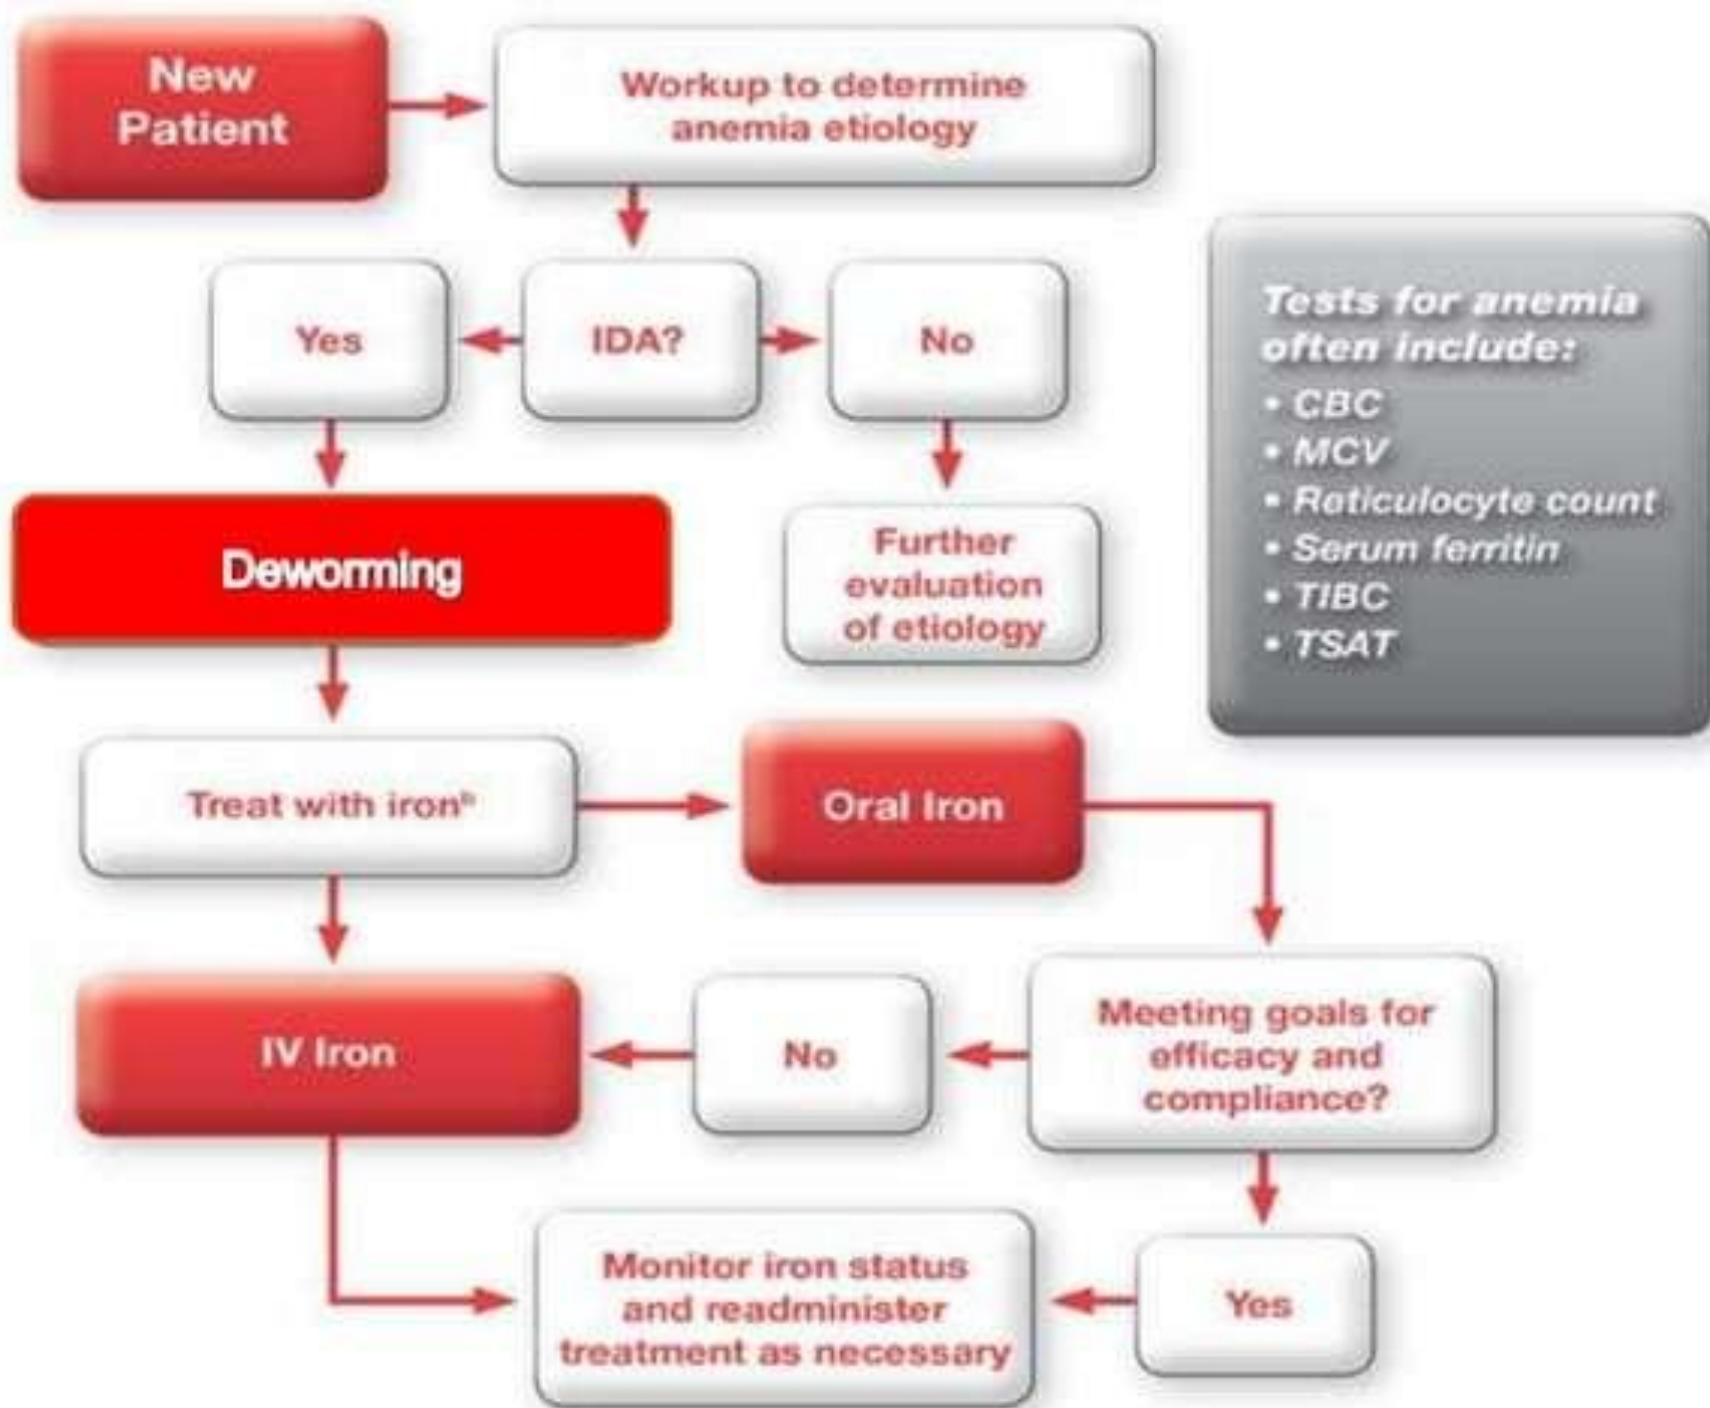 New
Patient
Workup to determine
anemia etiology
Yes
IDA?
No
Tests for anemia
often include:
• CBC
• MCV
• Reticulocyte count
• Serum ferritin
• TIBC
• TSAT
Deworming
Further
evaluation
of etiology
Treat with ironᵇ
Oral Iron
IV Iron
No
Meeting goals for
efficacy and
compliance?
Monitor iron status
and readminister
treatment as necessary
Yes